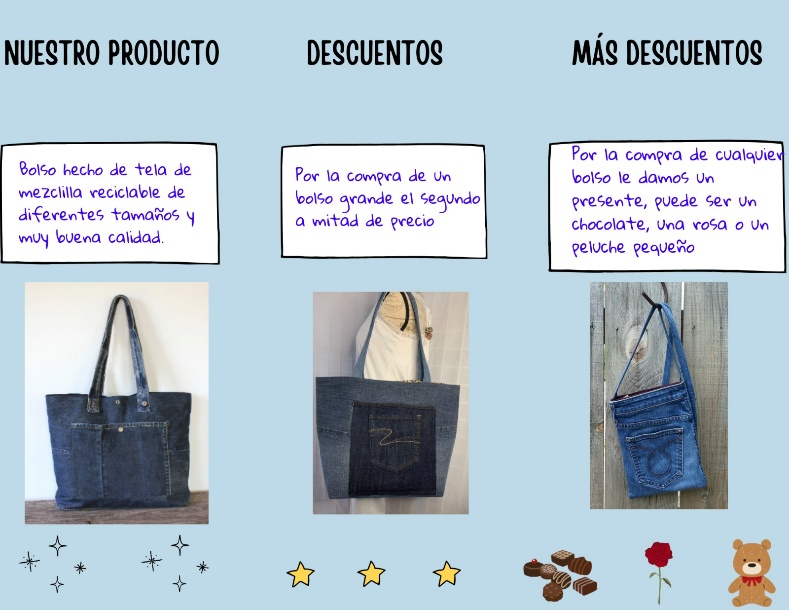 NUESTRO PRODUCTO
Bolso hecho de tela de
mezclilla reciclable de
diferentes tamaños y
muy buena calidad.
DESCUENTOS
Por la compra de un
bolso grande el segundo
a mitad de precio
MÁS DESCUENTOS
Por la compra de cualquier
bolso le damos un
presente, puede ser un
chocolate, una rosa o un
peluche pequeño